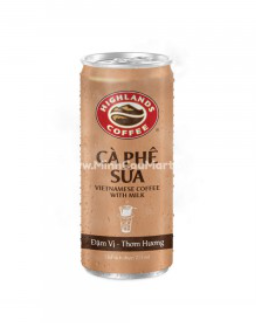 HIGHLANDS
COFFEE
CÀ PHÊ
SỮA
VIETNAMESE COFFEE
WITH MILK
Đậm Vị - Thơm Hương